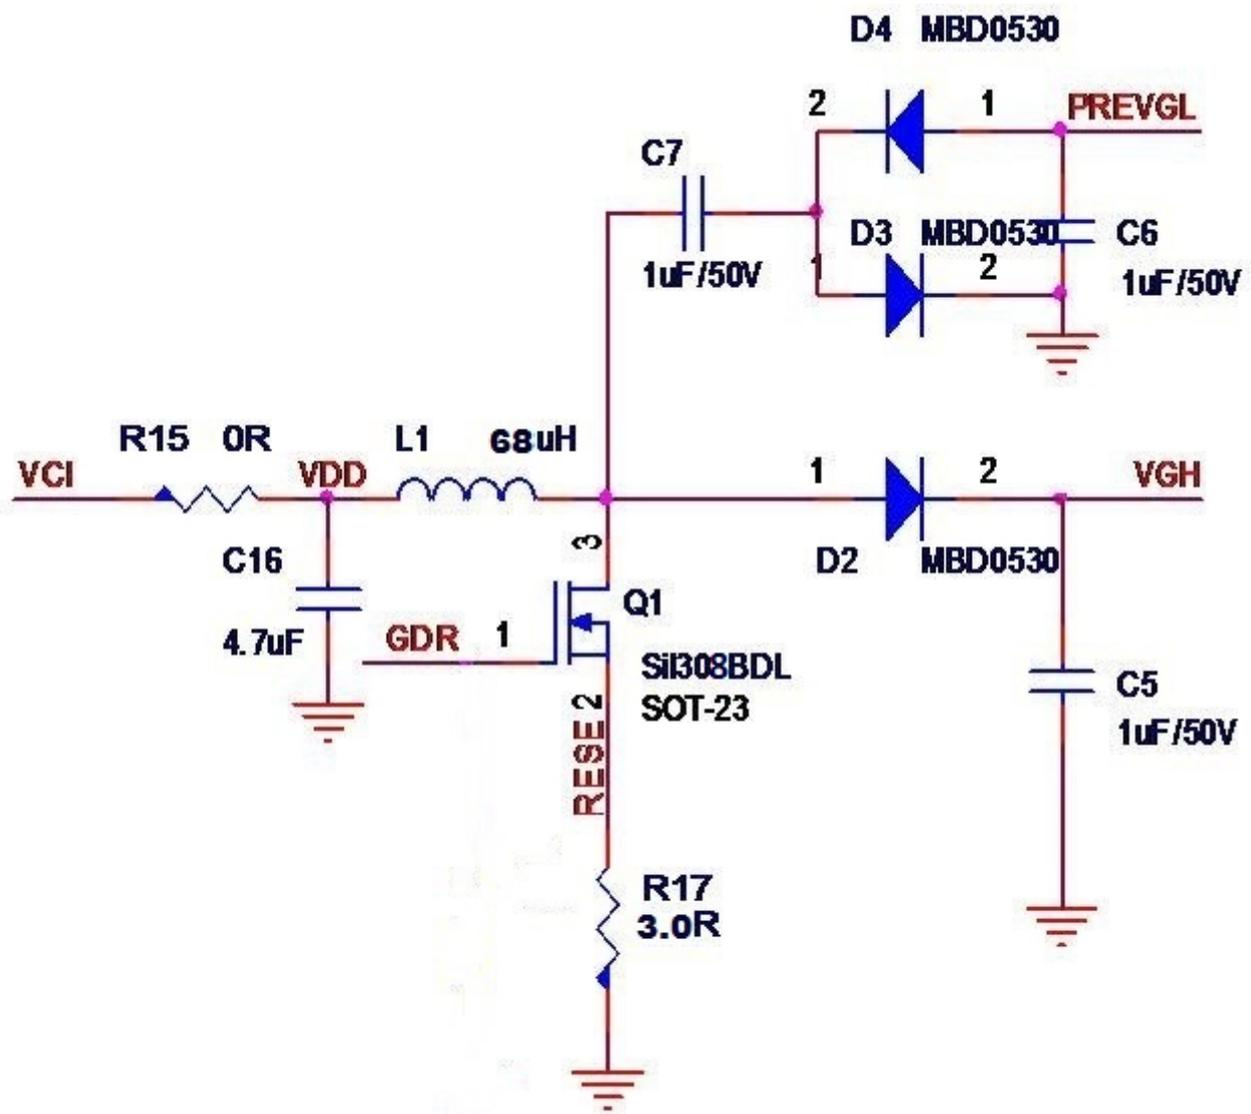 D4 MBD0530
2 1 PREVGL
C7
D3 MBD0530 C6
1uF/50V 1 2 1uF/50V
R15 0R L1 68uH
VCI VDD 1 2 VGH
C16 3 D2 MBD0530
Q1
4.7uF GDR 1
SiI308BDL C5
2 SOT-23
1uF/50V
RESE
R17
3.0R